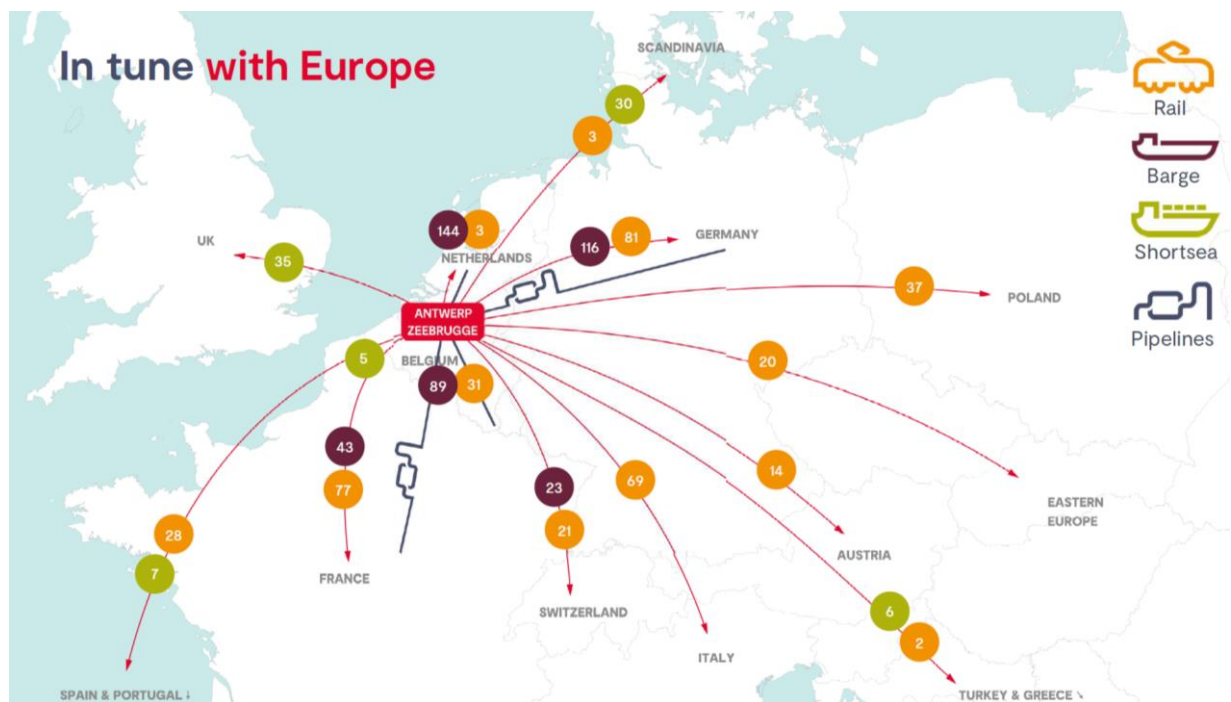 In tune with Europe
SCANDINAVIA
Rail
30
3
Barge
144
3
NETHERLANDS
116
81
GERMANY
UK
35
Shortsea
37
POLAND
ANTWERP
ZEEBRUGGE
Pipelines
5
BELGIUM
20
89
31
43
77
23
69
14
21
28
EASTERN
EUROPE
7
FRANCE
AUSTRIA
SWITZERLAND
6
2
ITALY
SPAIN & PORTUGAL ↓
TURKEY & GREECE ↘